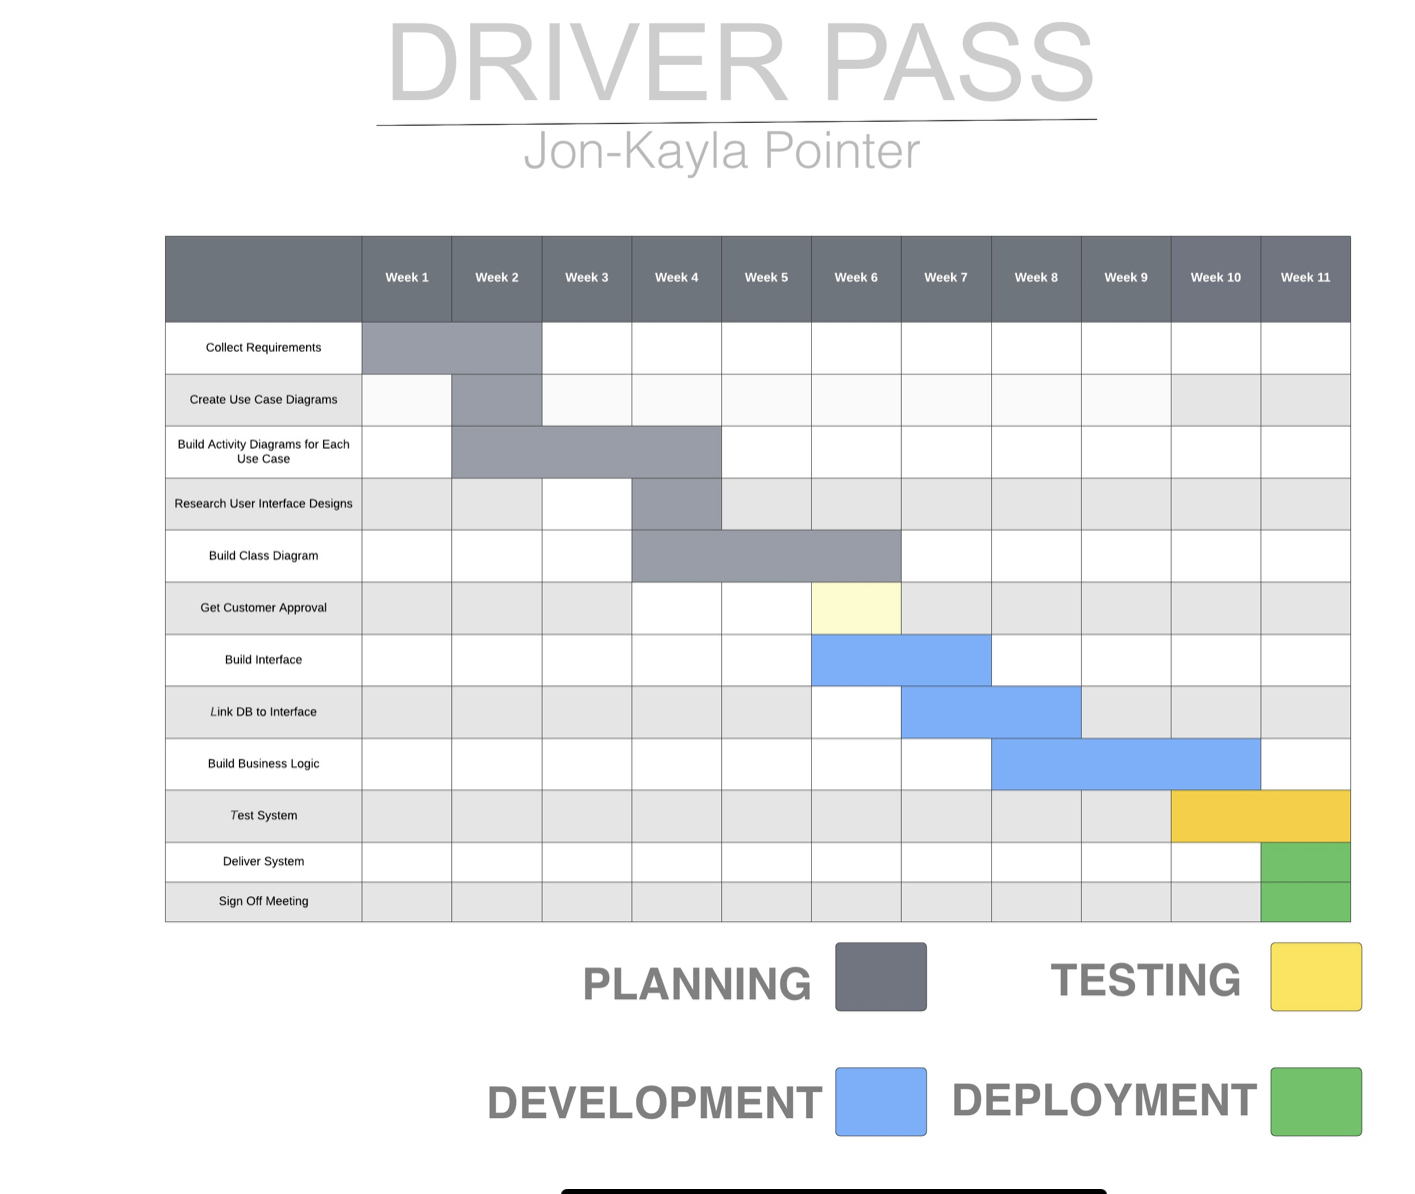 DRIVER PASS
Jon-Kayla Pointer
Week 1 Week 2 Week 3 Week 4 Week 5 Week 6 Week 7 Week 8 Week 9 Week 10 Week 11
Collect Requirements
Create Use Case Diagrams
Build Activity Diagrams for Each
Use Case
Research User Interface Designs
Build Class Diagram
Get Customer Approval
Build Interface
Link DB to Interface
Build Business Logic
Test System
Deliver System
Sign Off Meeting
PLANNING TESTING
DEVELOPMENT DEPLOYMENT